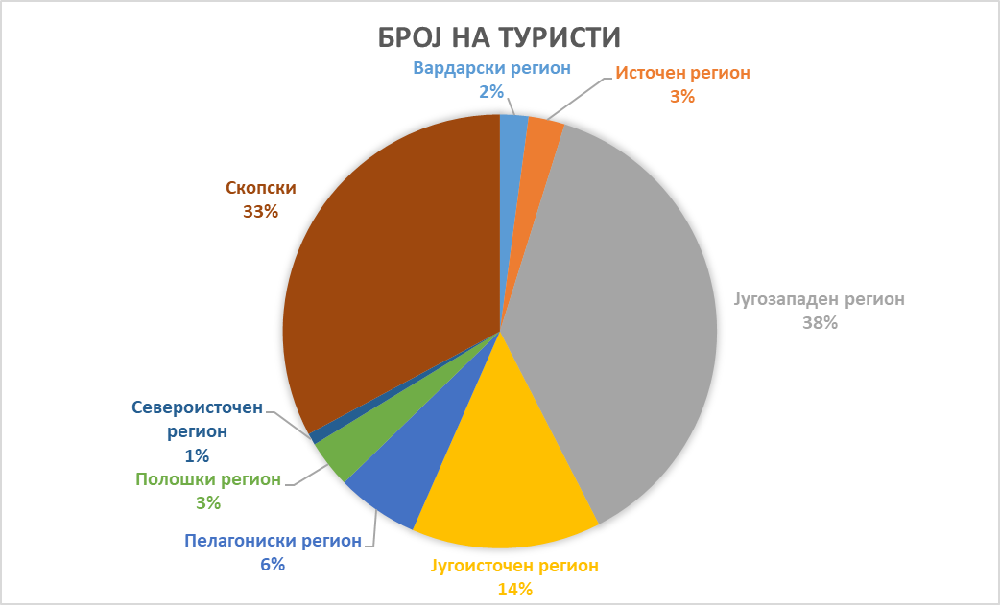 БРОЈ НА ТУРИСТИ
Вардарски регион
2%
Источен регион
3%
Југозападен регион
38%
Југоисточен регион
14%
Пелагониски регион
6%
Полошки регион
3%
Североисточен
регион
1%
Скопски
33%